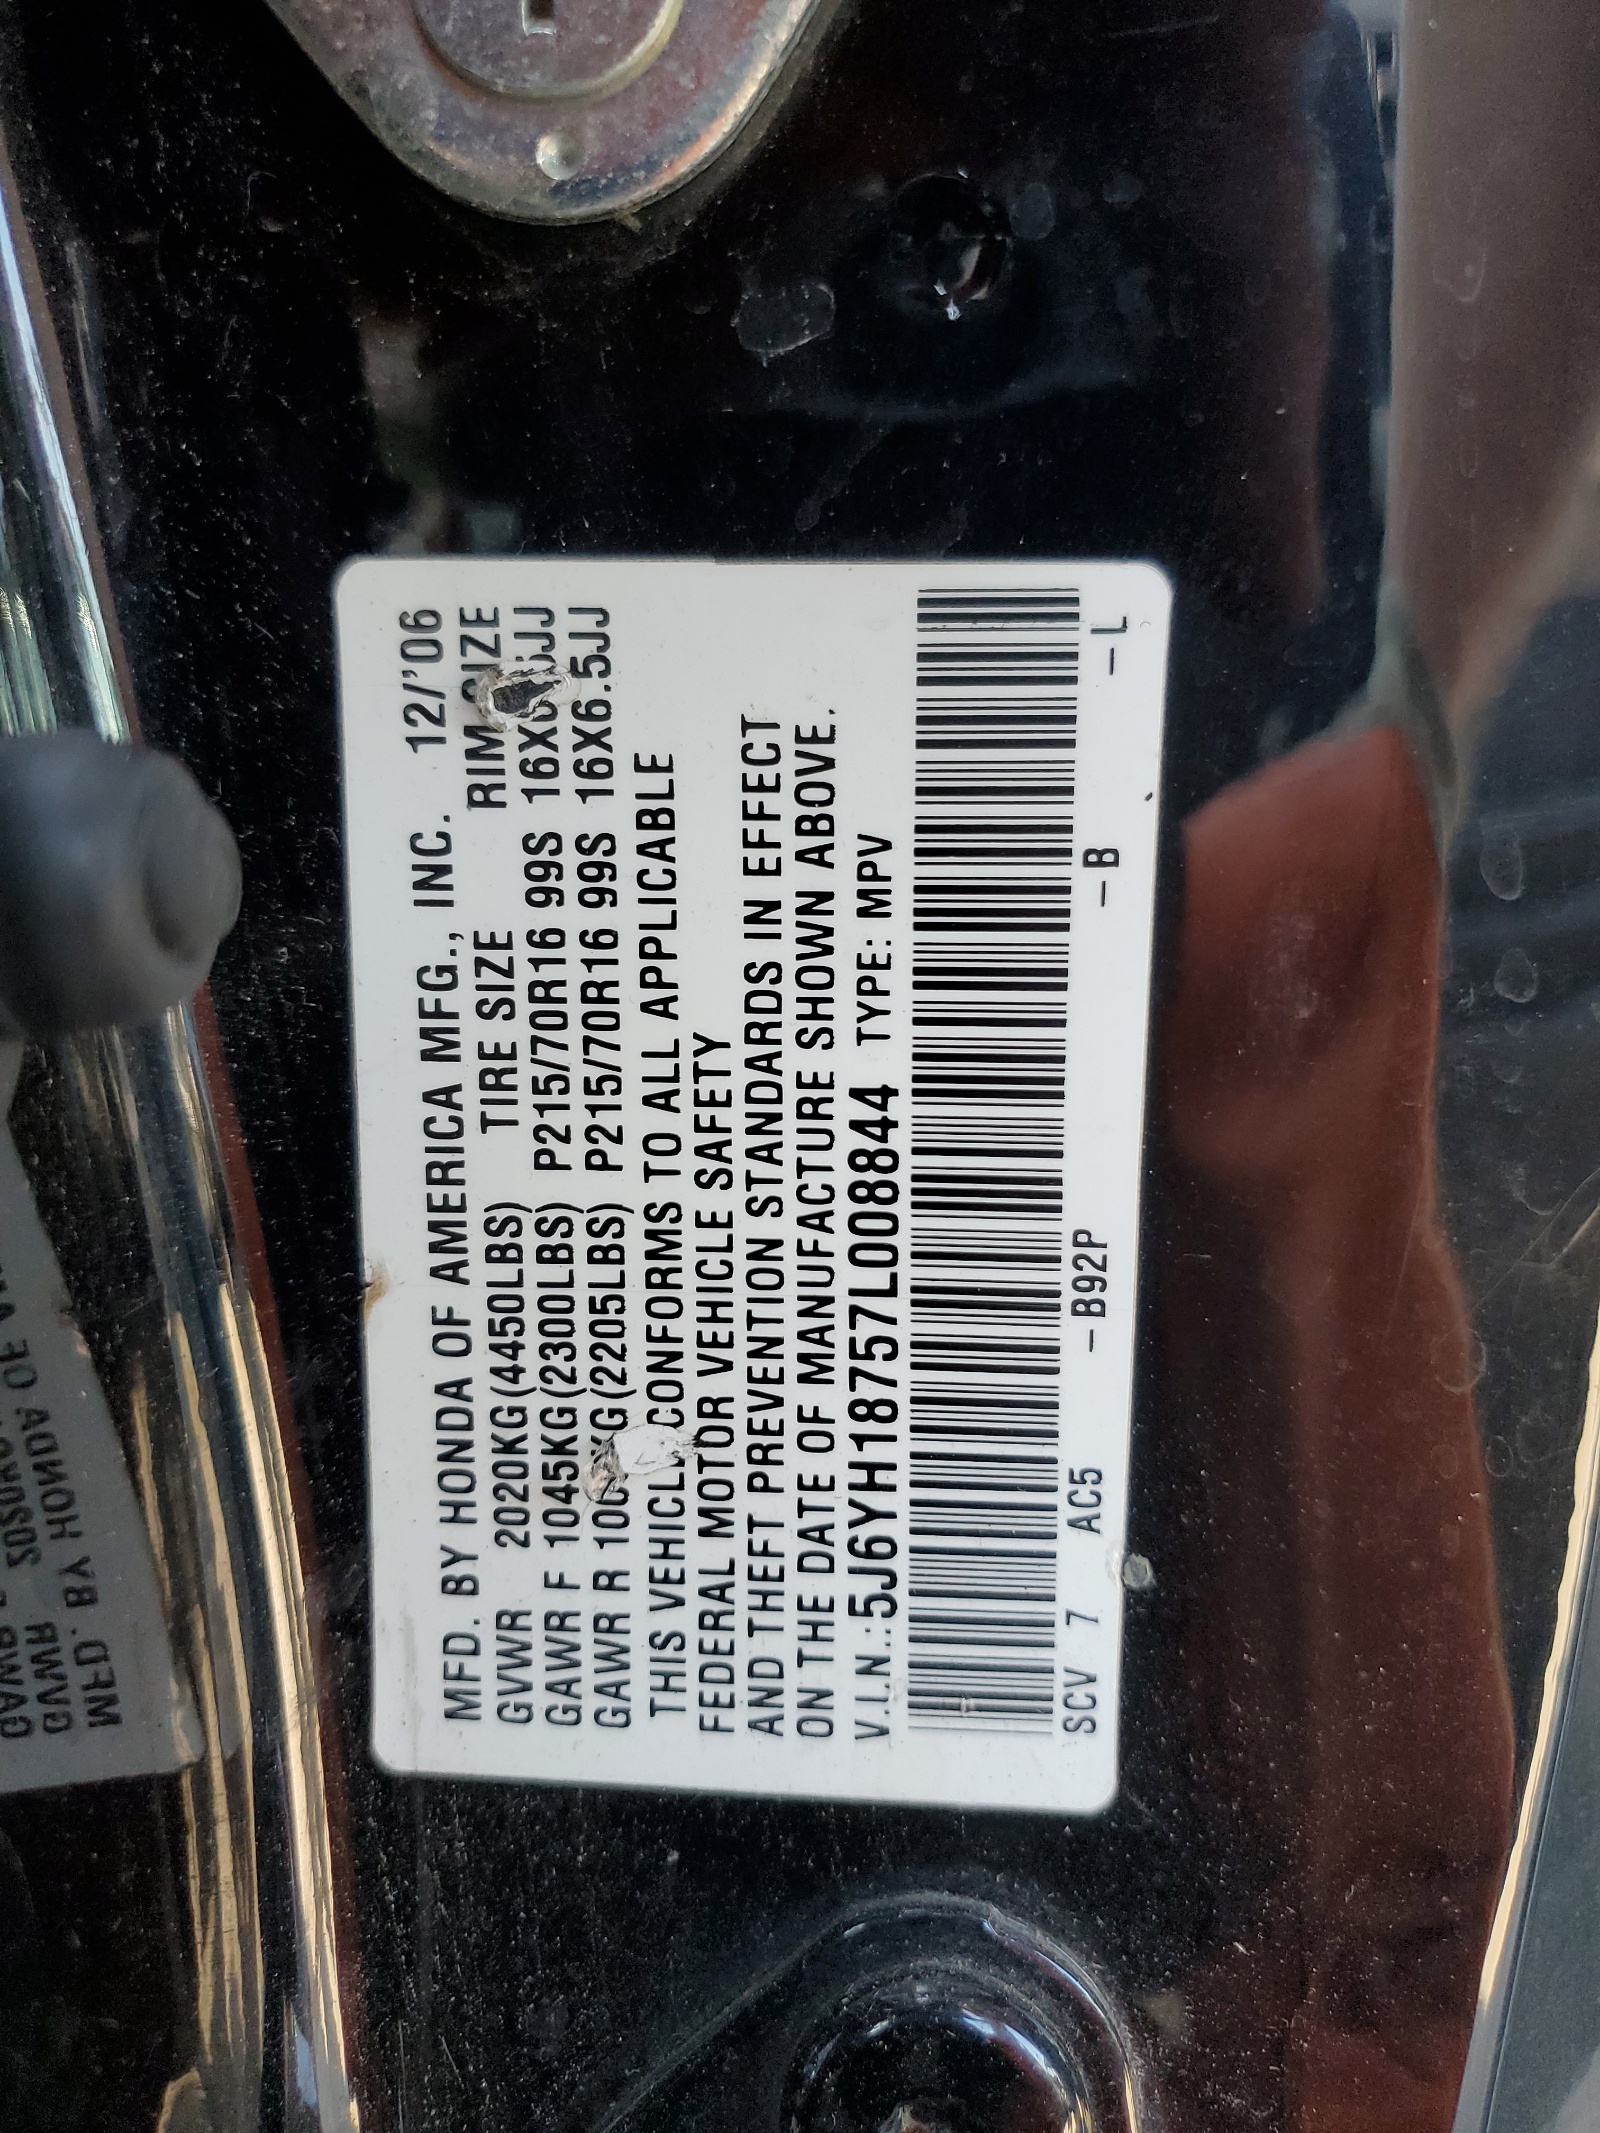 MFD. BY HONDA OF AMERICA MFG., INC. 12/'06
GVWR 2020KG(4450LBS) TIRE SIZE RIM SIZE
GAWR F 1045KG(2300LBS) P215/70R16 99S
GAWR R (2205LBS) P215/70R16 99S 16X6.5JJ
THIS VEHICLE CONFORMS TO ALL APPLICABLE
FEDERAL MOTOR VEHICLE SAFETY
AND THEFT PREVENTION STANDARDS IN EFFECT
ON THE DATE OF MANUFACTURE SHOWN ABOVE.
V.I.N.:5J6YH18757L008844 TYPE: MPV
SCV 7 AC5 -B92P -B -L